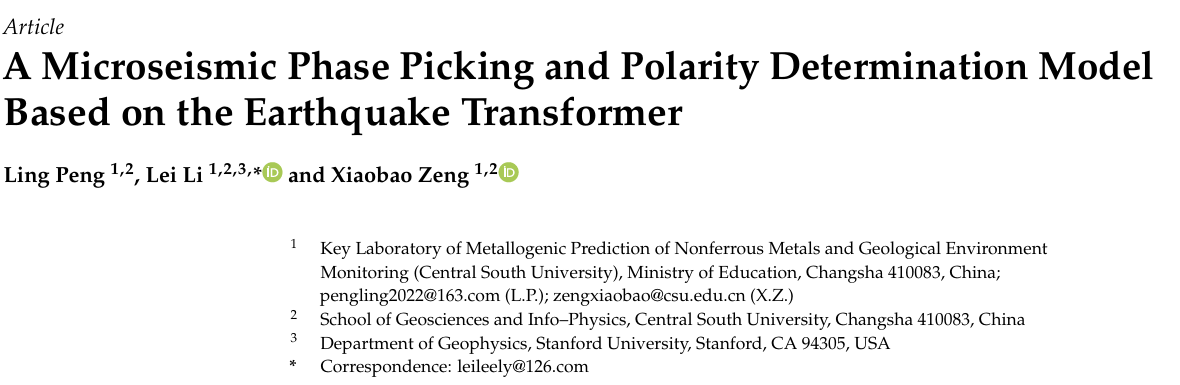 Article
A Microseismic Phase Picking and Polarity Determination Model
Based on the Earthquake Transformer
Ling Peng 1,2, Lei Li 1,2,3,* iD and Xiaobao Zeng 1,2 iD
1 Key Laboratory of Metallogenic Prediction of Nonferrous Metals and Geological Environment
Monitoring (Central South University), Ministry of Education, Changsha 410083, China;
pengling2022@163.com (L.P.); zengxiaobao@csu.edu.cn (X.Z.)
2 School of Geosciences and Info–Physics, Central South University, Changsha 410083, China
3 Department of Geophysics, Stanford University, Stanford, CA 94305, USA
* Correspondence: leileely@126.com